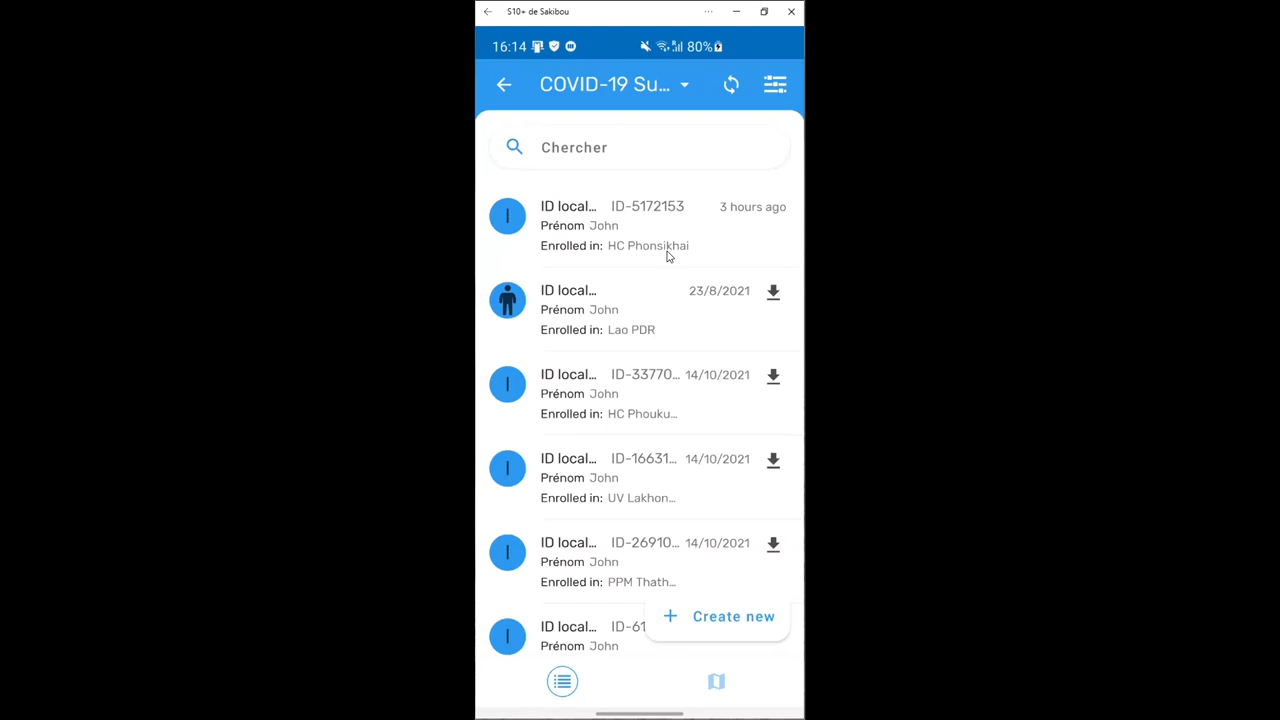 S10+ de Sakibou
16:14 80%
COVID-19 Su...
Chercher
ID local... ID-5172153 3 hours ago
Prénom John
Enrolled in: HC Phonsikhai
ID local... 23/8/2021
Prénom John
Enrolled in: Lao PDR
ID local... ID-33770... 14/10/2021
Prénom John
Enrolled in: HC Phouku...
ID local... ID-16631... 14/10/2021
Prénom John
Enrolled in: UV Lakhon...
ID local... ID-26910... 14/10/2021
Prénom John
Enrolled in: PPM Thath...
+ Create new
ID local... ID-61
Prénom John